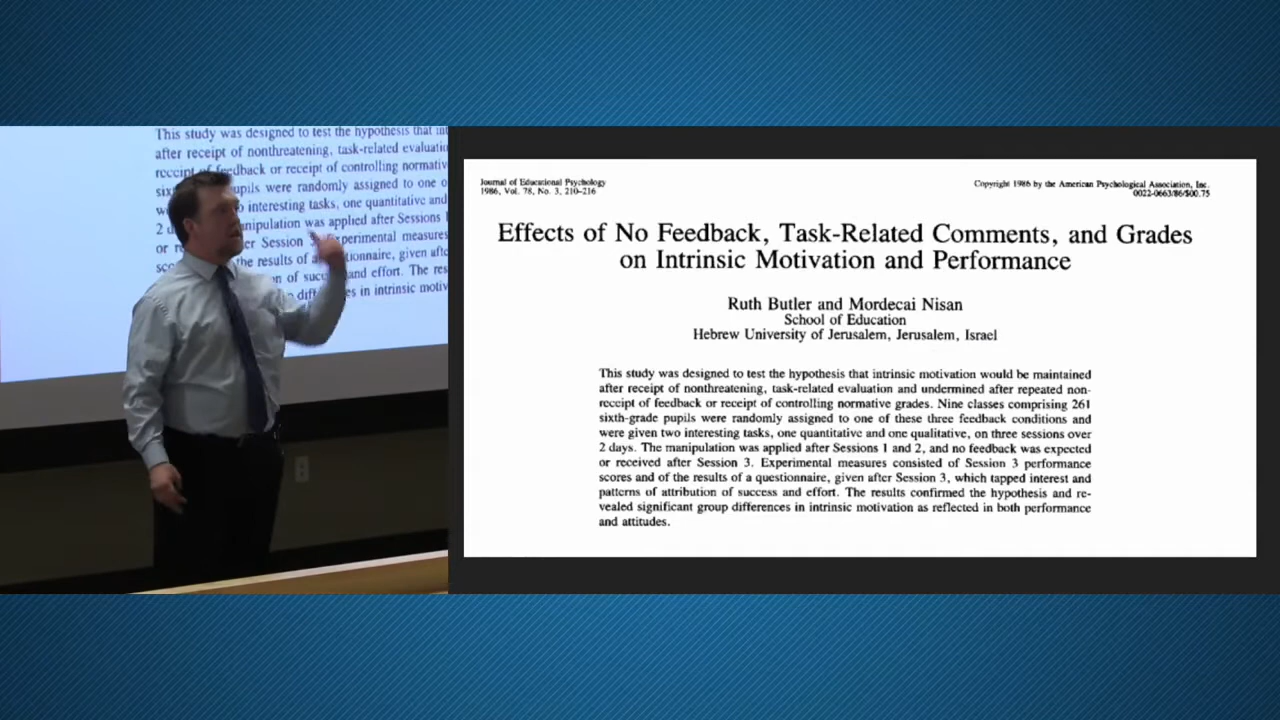 This study was designed to test the hypothesis that int
after receipt of nonthreatening, task-related evaluatio
receipt of feedback or receipt of controlling normativ
pupils were randomly assigned to one o
interesting tasks, one quantitative and
2 manipulation was applied after Sessions 1
or Session experimental measures
the results of a questionnaire, given afte
of success and effort. The res
in intrinsic motiv
Journal of Educational Psychology
1986, Vol. 78, No. 3, 210–216
Copyright 1986 by the American Psychological Association, Inc.
0022-0663/86/$00.75
Effects of No Feedback, Task-Related Comments, and Grades
on Intrinsic Motivation and Performance
Ruth Butler and Mordecai Nisan
School of Education
Hebrew University of Jerusalem, Jerusalem, Israel
This study was designed to test the hypothesis that intrinsic motivation would be maintained
after receipt of nonthreatening, task-related evaluation and undermined after repeated non-
receipt of feedback or receipt of controlling normative grades. Nine classes comprising 261
sixth-grade pupils were randomly assigned to one of these three feedback conditions and
were given two interesting tasks, one quantitative and one qualitative, on three sessions over
2 days. The manipulation was applied after Sessions 1 and 2, and no feedback was expected
or received after Session 3. Experimental measures consisted of Session 3 performance
scores and of the results of a questionnaire, given after Session 3, which tapped interest and
patterns of attribution of success and effort. The results confirmed the hypothesis and re-
vealed significant group differences in intrinsic motivation as reflected in both performance
and attitudes.